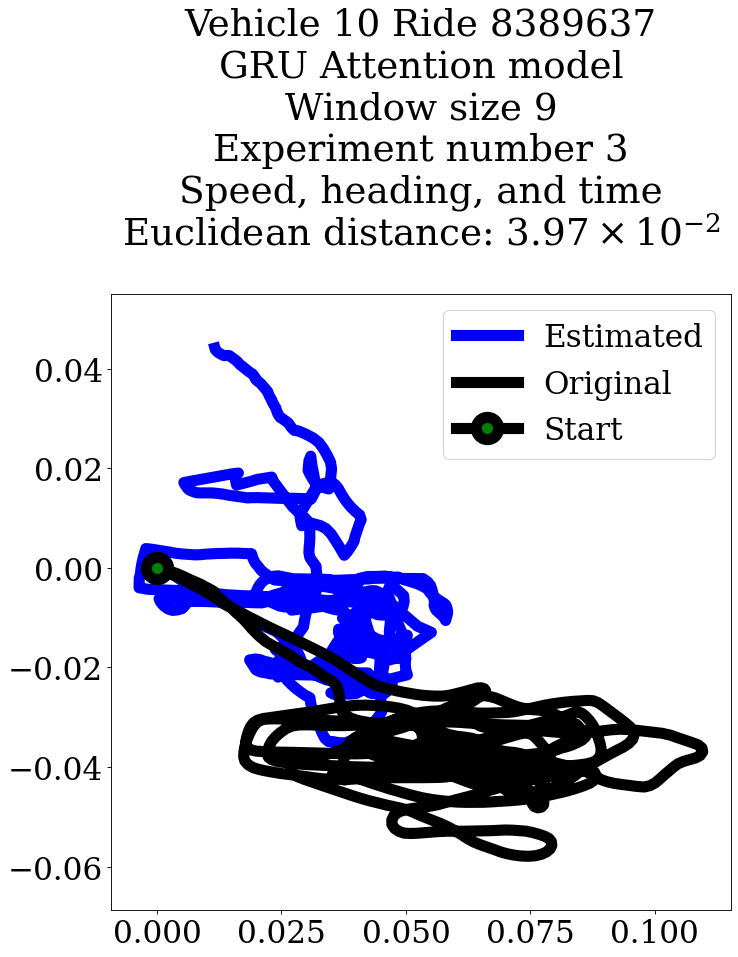 Vehicle 10 Ride 8389637
GRU Attention model
Window size 9
Experiment number 3
Speed, heading, and time
Euclidean distance: 3.97 × 10⁻²
Estimated
Original
Start
0.04
0.02
0.00
−0.02
−0.04
−0.06
0.000 0.025 0.050 0.075 0.100